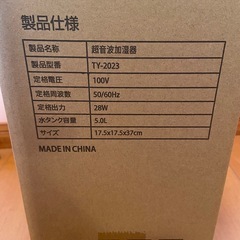 製品仕様
製品名称 超音波加湿器
製品型番 TY-2023
定格電圧 100V
定格周波数 50/60Hz
定格出力 28W
水タンク容量 5.0L
サイズ 17.5x17.5x37cm
MADE IN CHINA